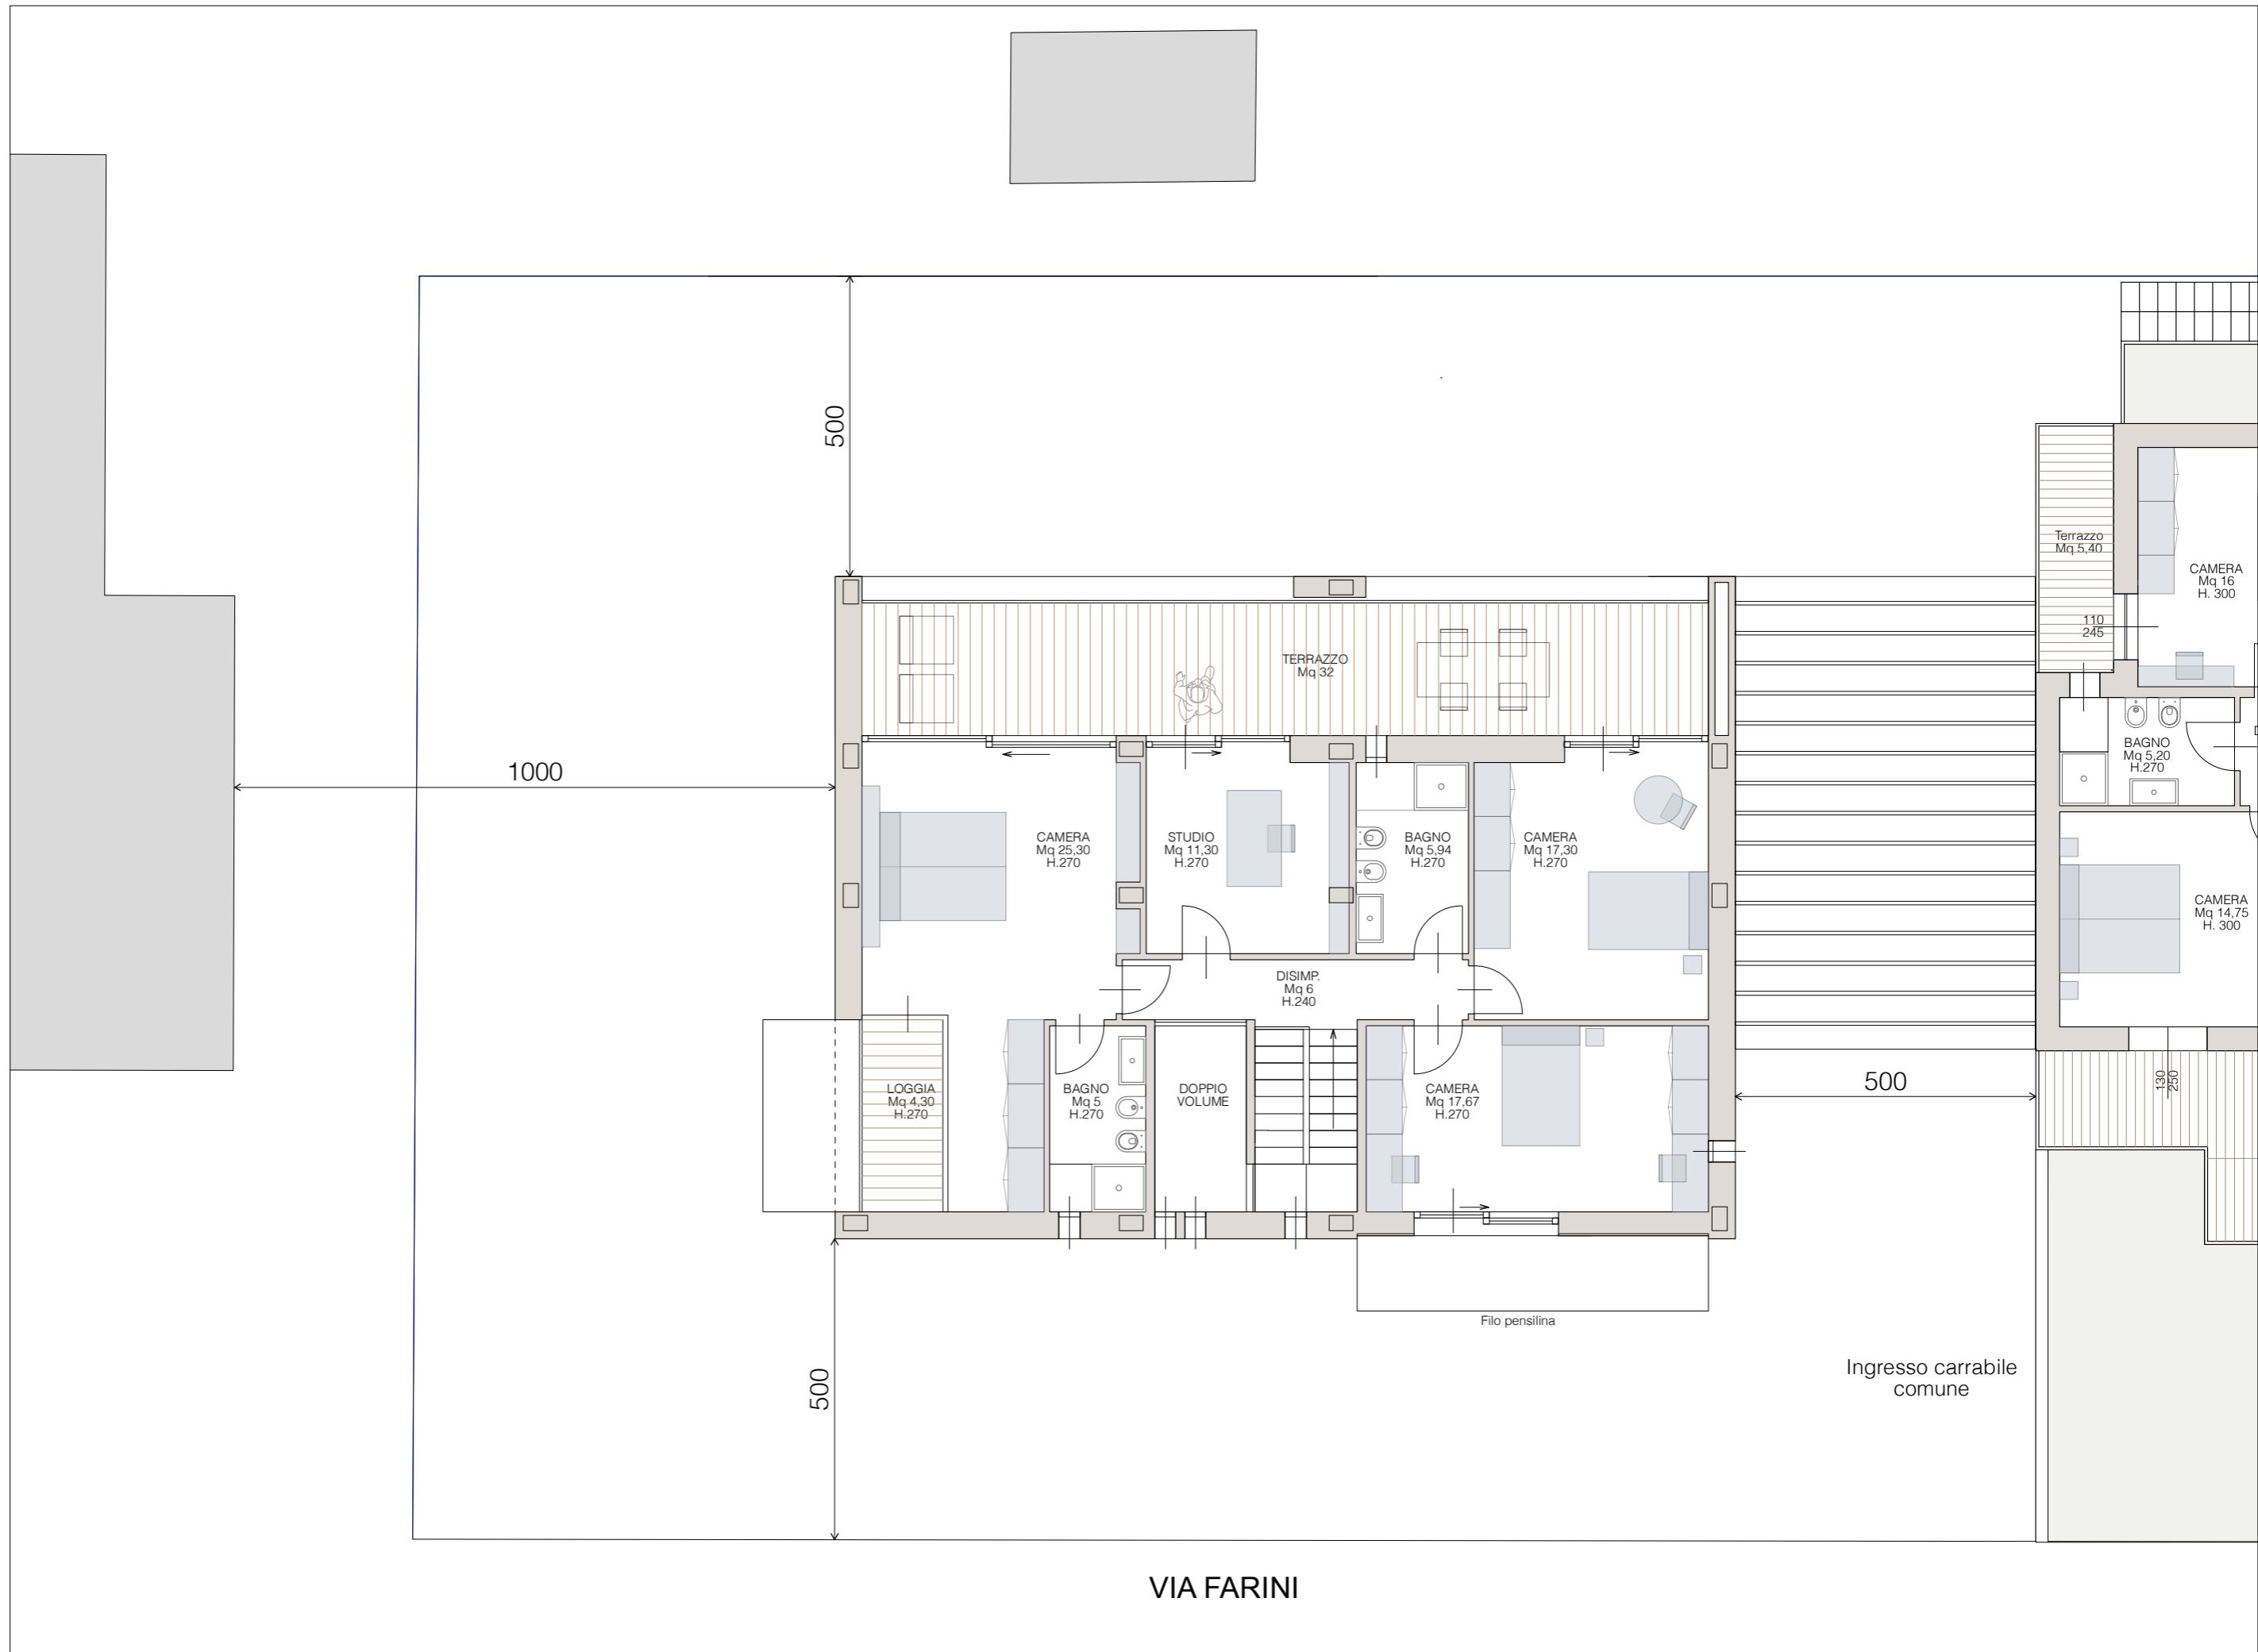 500
Terrazzo
Mq 5,40
CAMERA
Mq 16
H. 300
110
245
TERRAZZO
Mq 32
1000
BAGNO
Mq 5,20
H.270
CAMERA
Mq 25,30
H.270
STUDIO
Mq 11,30
H.270
BAGNO
Mq 5,94
H.270
CAMERA
Mq 17,30
H.270
CAMERA
Mq 14,75
H. 300
DISIMP.
Mq 6
H.240
LOGGIA
Mq 4,30
H.270
BAGNO
Mq 5
H.270
DOPPIO
VOLUME
CAMERA
Mq 17,67
H.270
500
130
250
Filo pensilina
Ingresso carrabile
comune
500
VIA FARINI